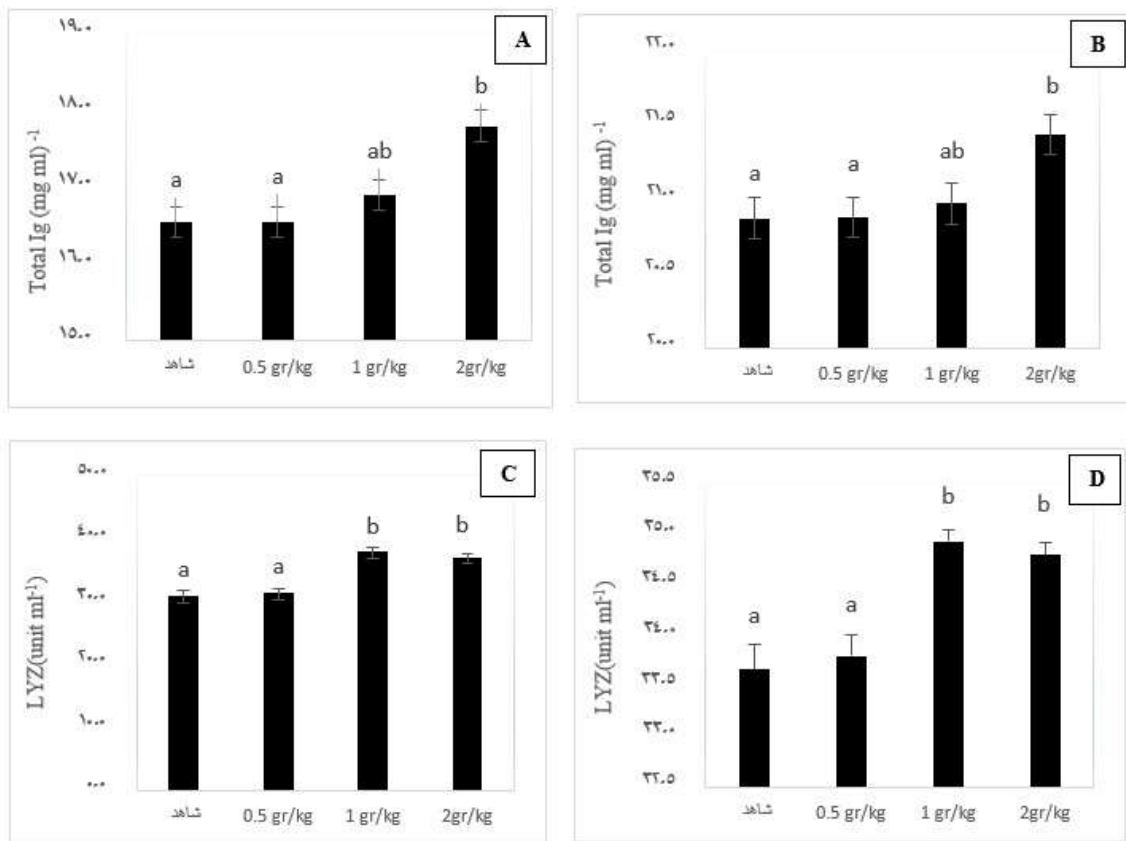 A
Total Ig (mg ml) -1
۱۹.۰۰
۱۸.۰۰
۱۷.۰۰
۱۶.۰۰
۱۵.۰۰
a
a
ab
b
شاهد
0.5 gr/kg
1 gr/kg
2gr/kg
B
Total Ig (mg ml) -1
۲۲.۰
۲۱.۵
۲۱.۰
۲۰.۵
۲۰.۰
a
a
ab
b
شاهد
0.5 gr/kg
1 gr/kg
2gr/kg
C
LYZ(unit ml-1)
۵۰.۰
۴۰.۰
۳۰.۰
۲۰.۰
۱۰.۰
۰.۰
a
a
b
b
شاهد
0.5 gr/kg
1 gr/kg
2gr/kg
D
LYZ(unit ml-1)
۳۵.۵
۳۵.۰
۳۴.۵
۳۴.۰
۳۳.۵
۳۳.۰
۳۲.۵
a
a
b
b
شاهد
0.5 gr/kg
1 gr/kg
2gr/kg